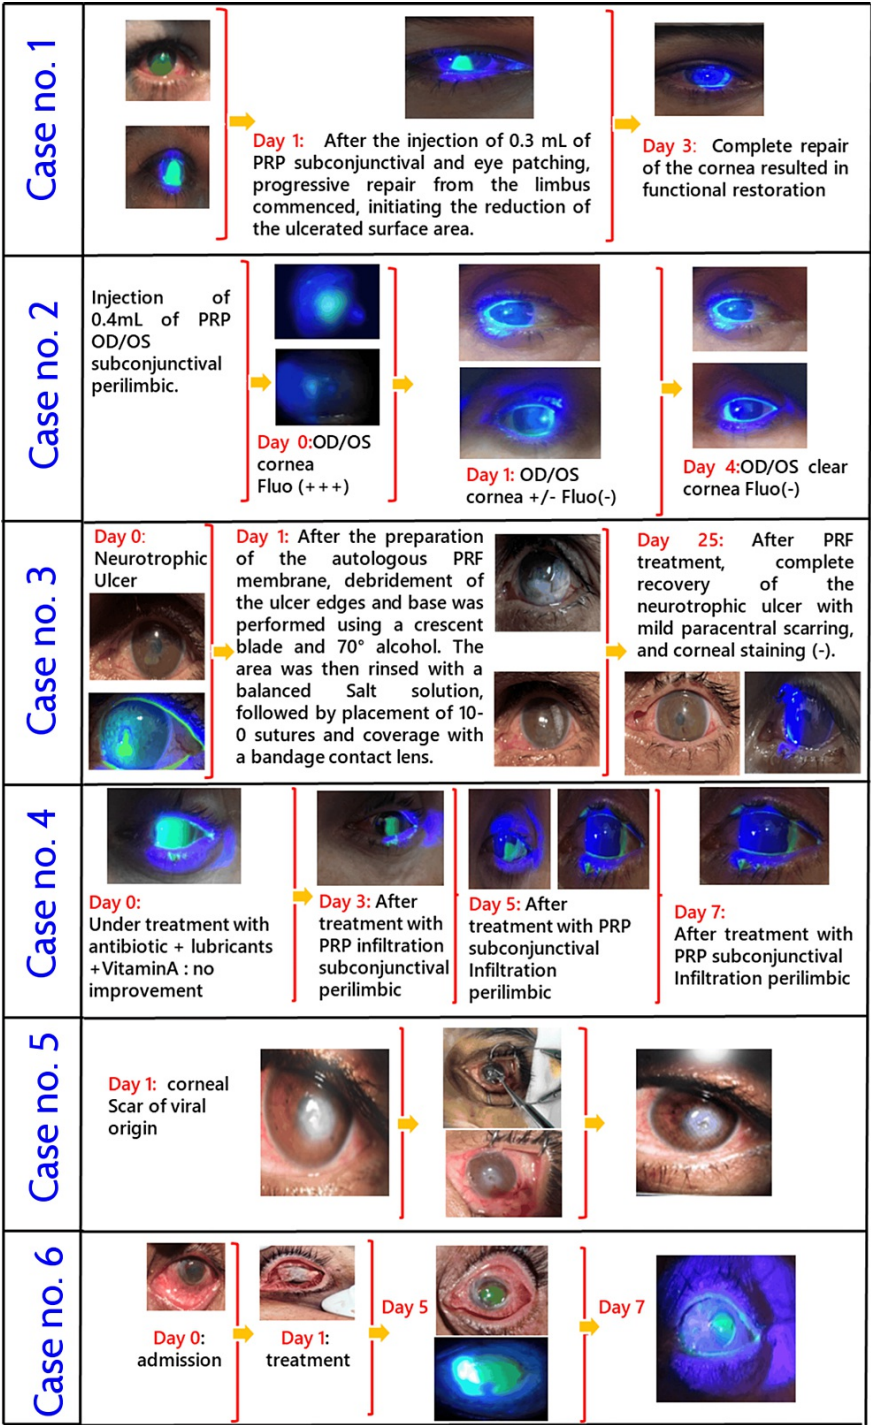 Case no. 1
Day 1: After the injection of 0.3 mL of
PRP subconjunctival and eye patching,
progressive repair from the limbus
commenced, initiating the reduction of
the ulcerated surface area.
Day 3: Complete repair
of the cornea resulted in
functional restoration
Case no. 2
Injection of
0.4mL of PRP
OD/OS
subconjunctival
perilimbic.
Day 0:OD/OS
cornea
Fluo (+++)
Day 1: OD/OS
cornea +/- Fluo(-)
Day 4:OD/OS clear
cornea Fluo(-)
Case no. 3
Day 0:
Neurotrophic
Ulcer
Day 1: After the preparation
of the autologous PRF
membrane, debridement of
the ulcer edges and base was
performed using a crescent
blade and 70° alcohol. The
area was then rinsed with a
balanced Salt solution,
followed by placement of 10-
0 sutures and coverage with
a bandage contact lens.
Day 25: After PRF
treatment, complete
recovery of the
neurotrophic ulcer with
mild paracentral scarring,
and corneal staining (-).
Case no. 4
Day 0:
Under treatment with
antibiotic + lubricants
+VitaminA : no
improvement
Day 3: After
treatment with
PRP infiltration
subconjunctival
perilimbic
Day 5: After
treatment with PRP
subconjunctival
Infiltration
perilimbic
Day 7:
After treatment with
PRP subconjunctival
Infiltration perilimbic
Case no. 5
Day 1: corneal
Scar of viral
origin
Case no. 6
Day 0:
admission
Day 1:
treatment
Day 5
Day 7